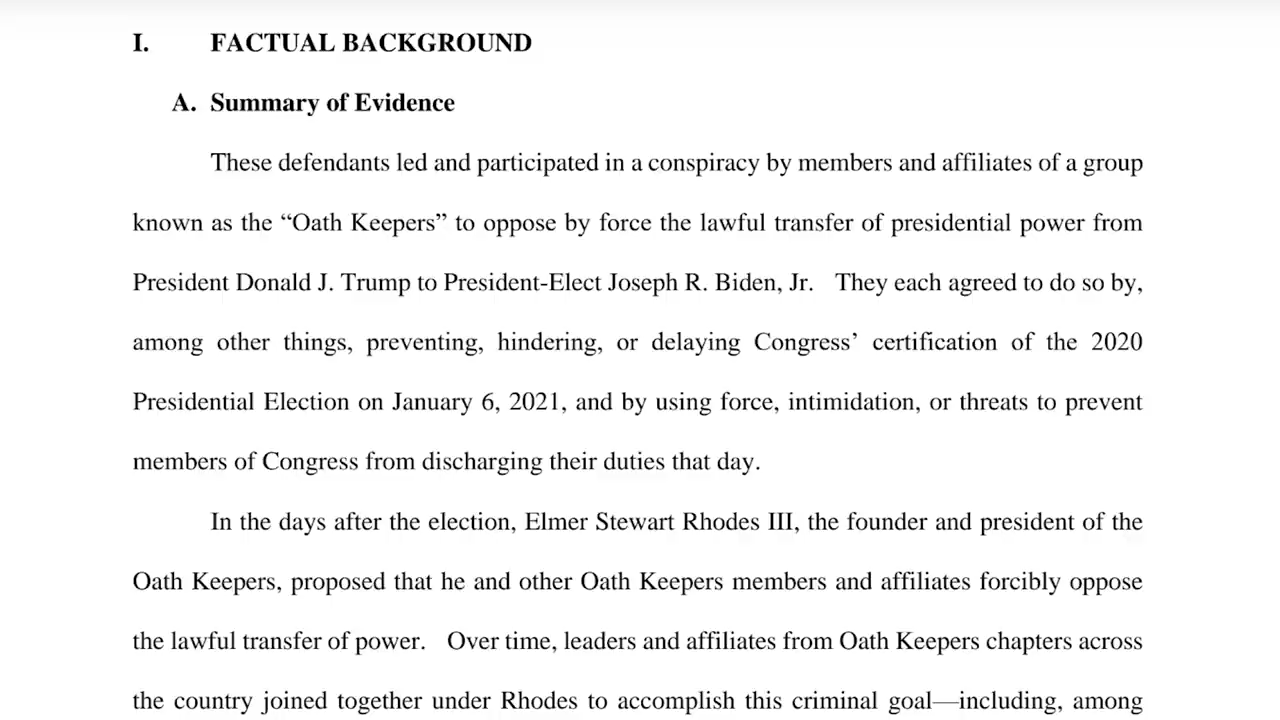 I. FACTUAL BACKGROUND
A. Summary of Evidence
These defendants led and participated in a conspiracy by members and affiliates of a group
known as the “Oath Keepers” to oppose by force the lawful transfer of presidential power from
President Donald J. Trump to President-Elect Joseph R. Biden, Jr. They each agreed to do so by,
among other things, preventing, hindering, or delaying Congress’ certification of the 2020
Presidential Election on January 6, 2021, and by using force, intimidation, or threats to prevent
members of Congress from discharging their duties that day.
In the days after the election, Elmer Stewart Rhodes III, the founder and president of the
Oath Keepers, proposed that he and other Oath Keepers members and affiliates forcibly oppose
the lawful transfer of power. Over time, leaders and affiliates from Oath Keepers chapters across
the country joined together under Rhodes to accomplish this criminal goal—including, among